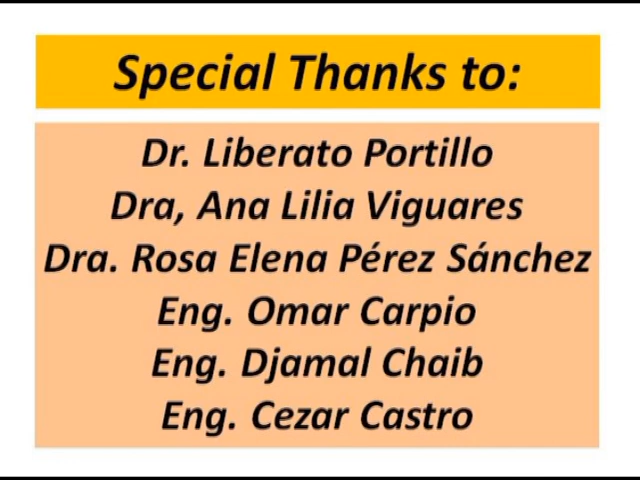 Special Thanks to:
Dr. Liberato Portillo
Dra, Ana Lilia Viguares
Dra. Rosa Elena Pérez Sánchez
Eng. Omar Carpio
Eng. Djamal Chaib
Eng. Cezar Castro